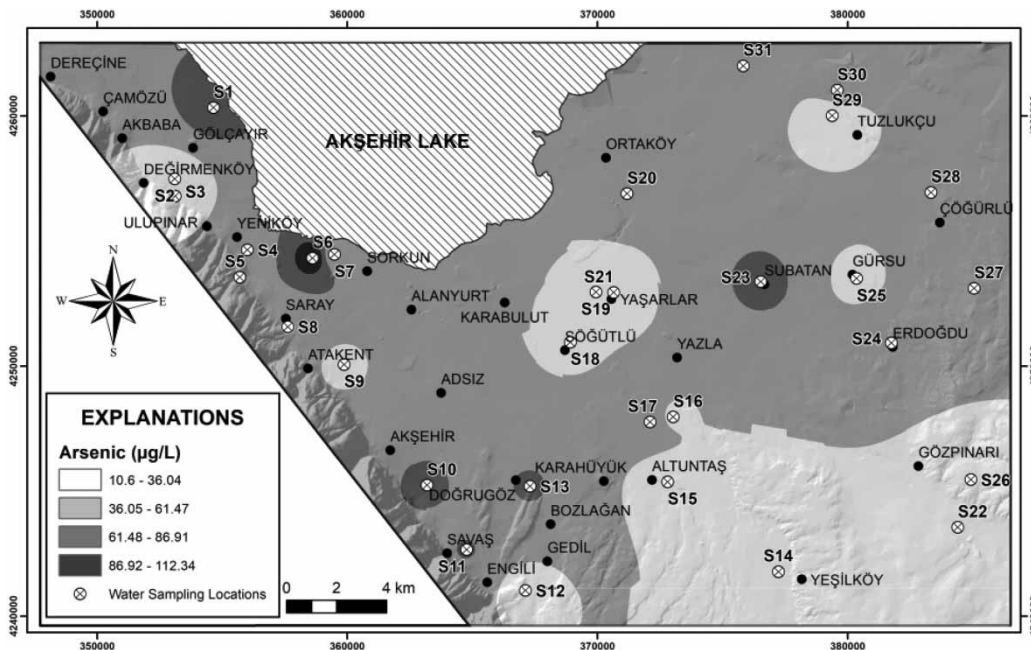 350000 360000 370000 380000
4260000
4250000
4240000
DEREÇİNE
S31
S30
ÇAMÖZÜ
S1
S29
AKBABA
TUZLUKÇU
GÖLÇAYIR
AKŞEHİR LAKE
ORTAKÖY
DEĞİRMENKÖY
S2 S3
S20
S28
ÇÖĞÜRLÜ
ULUPINAR
YENİKÖY
S4
S6
S7
SORKUN
S5
S21
S19
YAŞARLAR
S23
SUBATAN
GÜRSU
S25
S27
ALANYURT
KARABULUT
SARAY
S8
SÖĞÜTLÜ
S18
YAZLA
S24
ERDOĞDU
ATAKENT
S9
ADSIZ
S17
S16
AKŞEHİR
S10
DOĞRUGÖZ
KARAHÜYÜK
S13
ALTUNTAŞ
S15
GÖZPINARI
S26
S22
BOZLAĞAN
SAVAŞ
S11
GEDİL
ENGİLİ
S12
S14
YEŞİLKÖY
N
W E
S
EXPLANATIONS
Arsenic (µg/L)
10.6 - 36.04
36.05 - 61.47
61.48 - 86.91
86.92 - 112.34
Water Sampling Locations
0 2 4 km
350000 360000 370000 380000